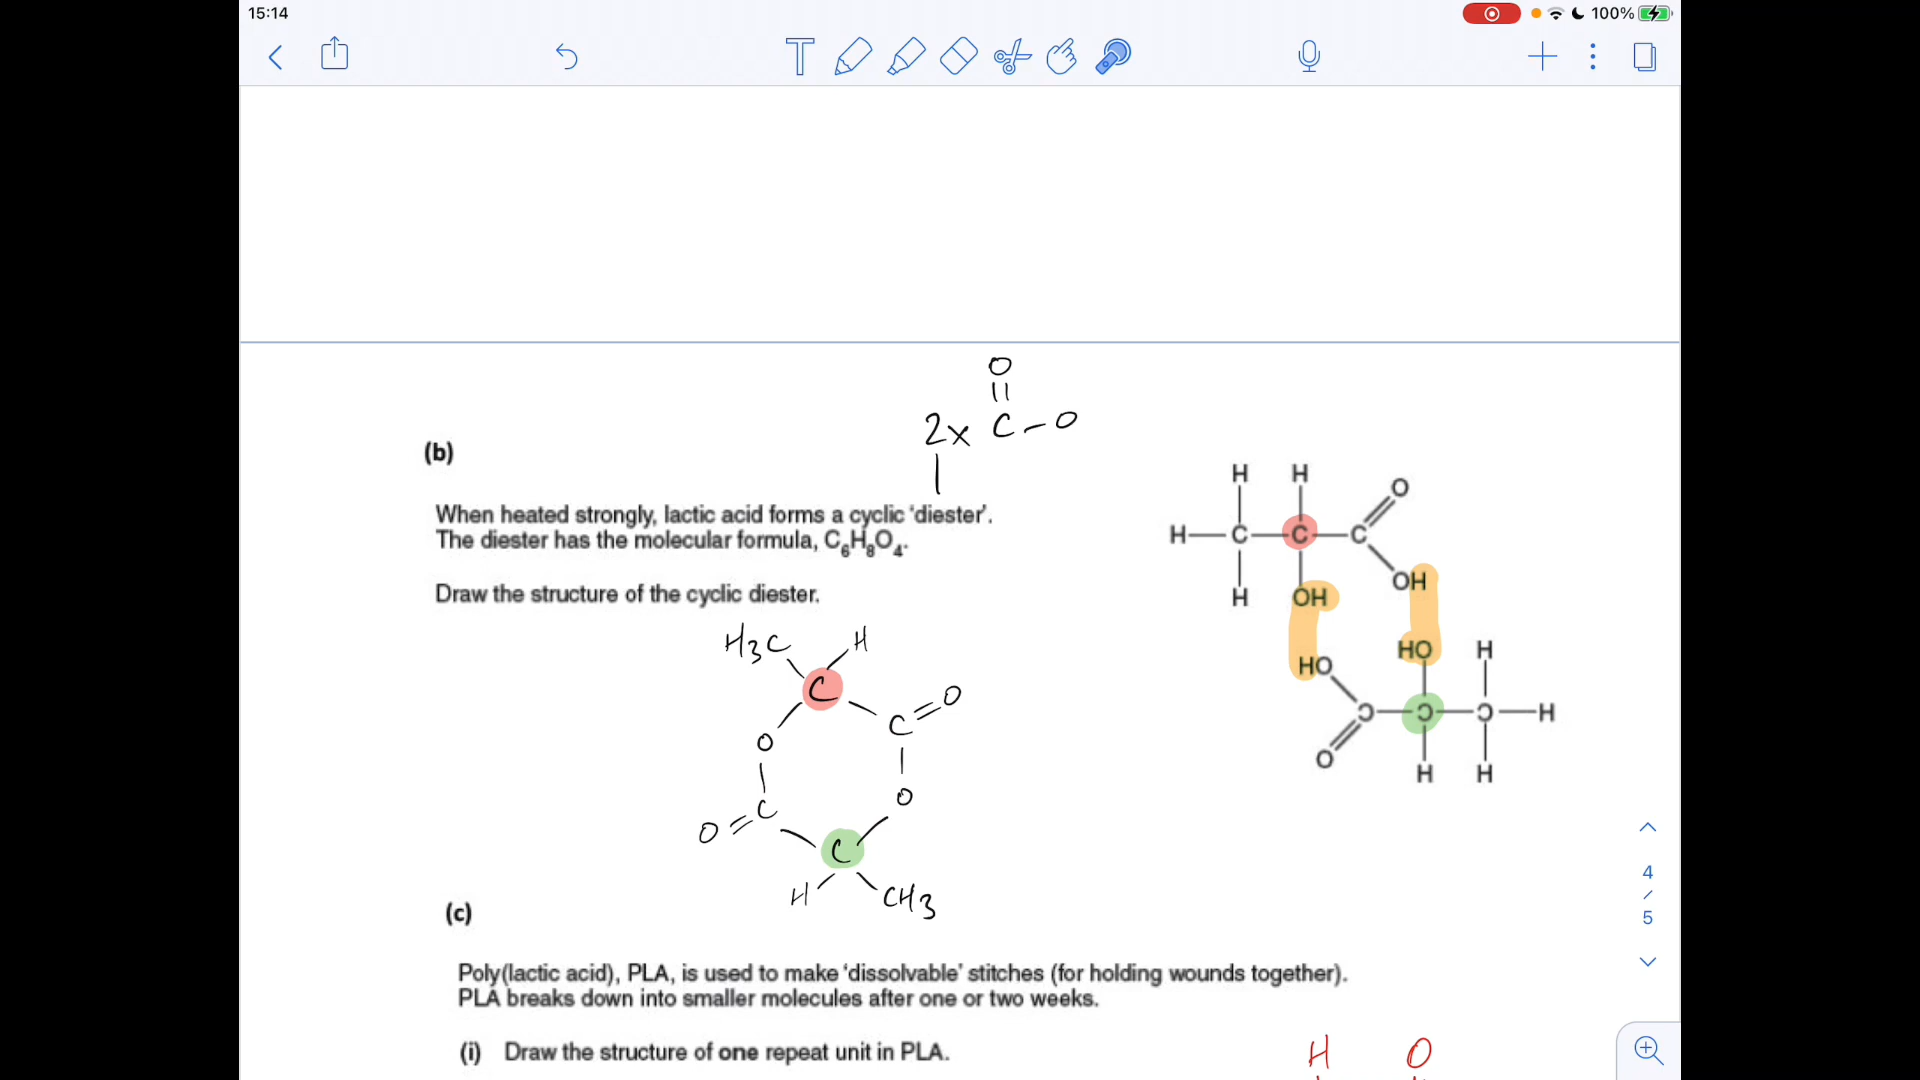 15:14
100%
T
O
2x C-O
(b)
When heated strongly, lactic acid forms a cyclic 'diester'.
The diester has the molecular formula, C₆H₈O₄.
Draw the structure of the cyclic diester.
H H O
H C C C
H OH OH
HO HO H
C C C H
O H H
H3C H
C
C=O
O
O
O=C
C
H CH3
(c)
Poly(lactic acid), PLA, is used to make 'dissolvable' stitches (for holding wounds together).
PLA breaks down into smaller molecules after one or two weeks.
(i) Draw the structure of one repeat unit in PLA.
H O
4
/
5